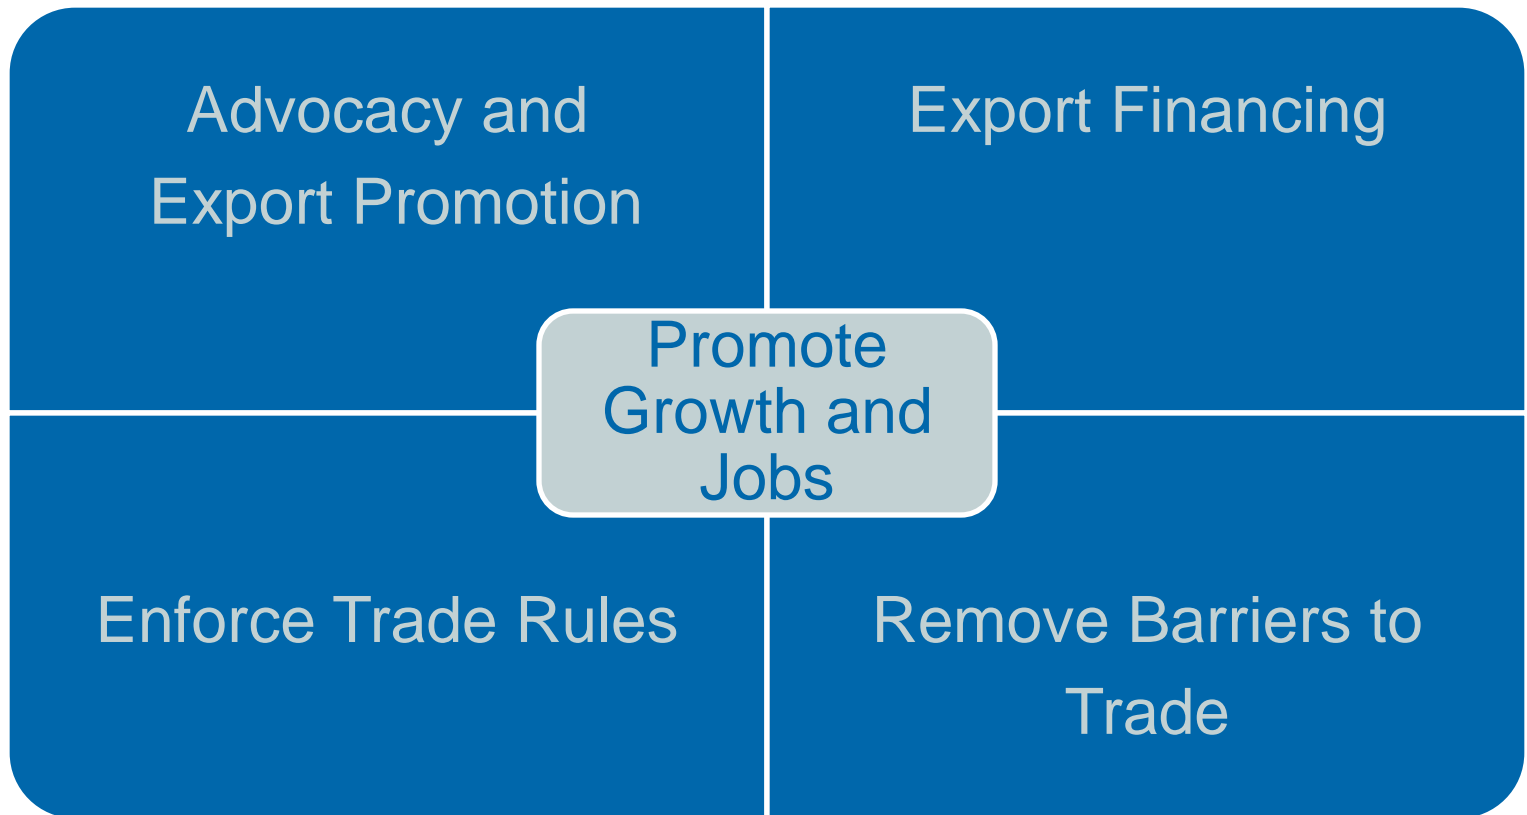 Advocacy and
Export Promotion
Export Financing
Promote
Growth and
Jobs
Enforce Trade Rules
Remove Barriers to
Trade